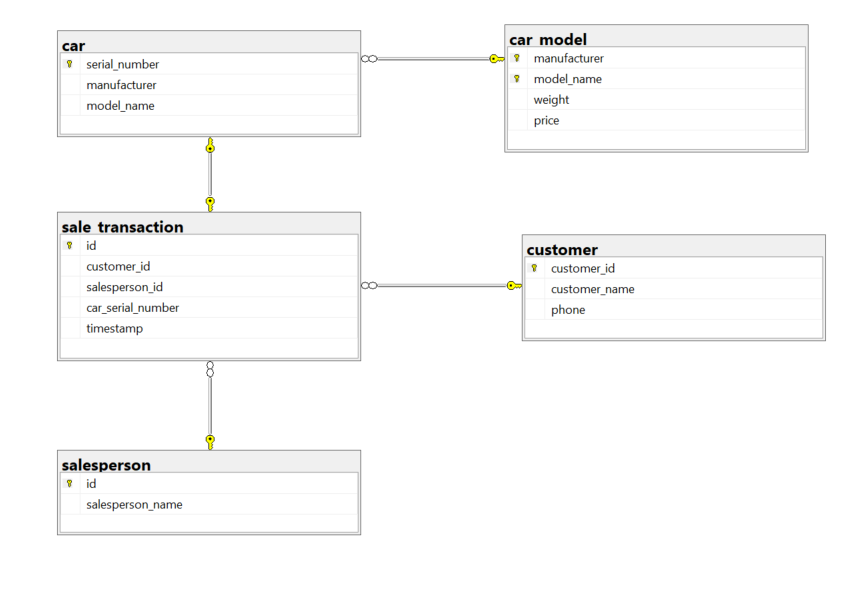 car
serial_number
manufacturer
model_name
car_model
manufacturer
model_name
weight
price
sale_transaction
id
customer_id
salesperson_id
car_serial_number
timestamp
customer
customer_id
customer_name
phone
salesperson
id
salesperson_name